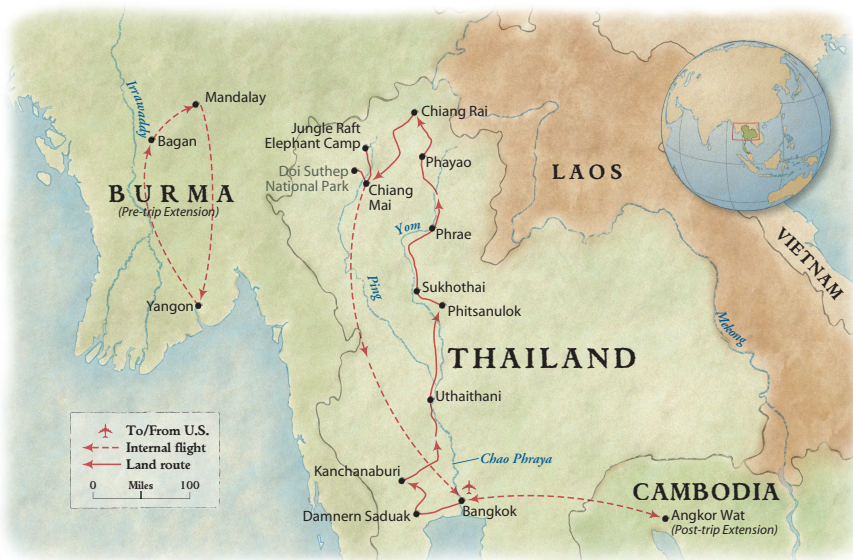 Irrawaddy
Mandalay
Bagan
BURMA
(Pre-trip Extension)
Yangon
Chiang Rai
Jungle Raft
Elephant Camp
Doi Suthep
National Park
Phayao
Chiang
Mai
LAOS
VIETNAM
Yom
Phrae
Ping
Sukhothai
Phitsanulok
Mekong
THAILAND
Uthaithani
To/From U.S.
Internal flight
Land route
0 Miles 100
Kanchanaburi
Chao Phraya
Damnern Saduak
Bangkok
CAMBODIA
Angkor Wat
(Post-trip Extension)